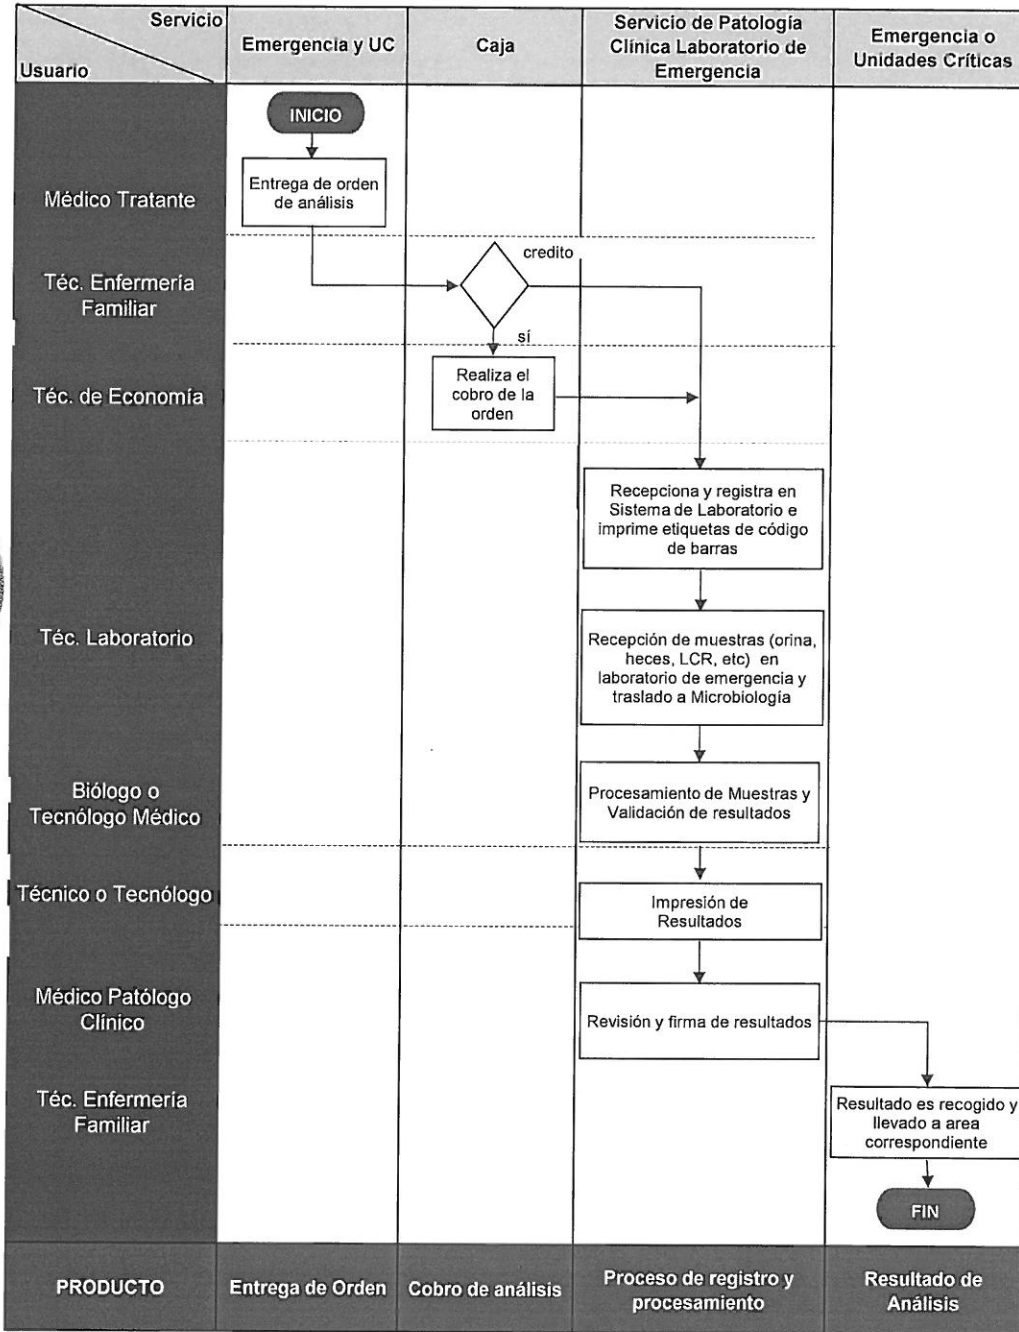 Servicio
Usuario
Emergencia y UC
Caja
Servicio de Patología
Clínica Laboratorio de
Emergencia
Emergencia o
Unidades Críticas
INICIO
Médico Tratante
Entrega de orden
de análisis
Téc. Enfermería
Familiar
credito
sí
Téc. de Economía
Realiza el
cobro de la
orden
Recepciona y registra en
Sistema de Laboratorio e
imprime etiquetas de código
de barras
Téc. Laboratorio
Recepción de muestras (orina,
heces, LCR, etc) en
laboratorio de emergencia y
traslado a Microbiología
Biólogo o
Tecnólogo Médico
Procesamiento de Muestras y
Validación de resultados
Técnico o Tecnólogo
Impresión de
Resultados
Médico Patólogo
Clínico
Revisión y firma de resultados
Téc. Enfermería
Familiar
Resultado es recogido y
llevado a area
correspondiente
FIN
PRODUCTO
Entrega de Orden
Cobro de análisis
Proceso de registro y
procesamiento
Resultado de
Análisis